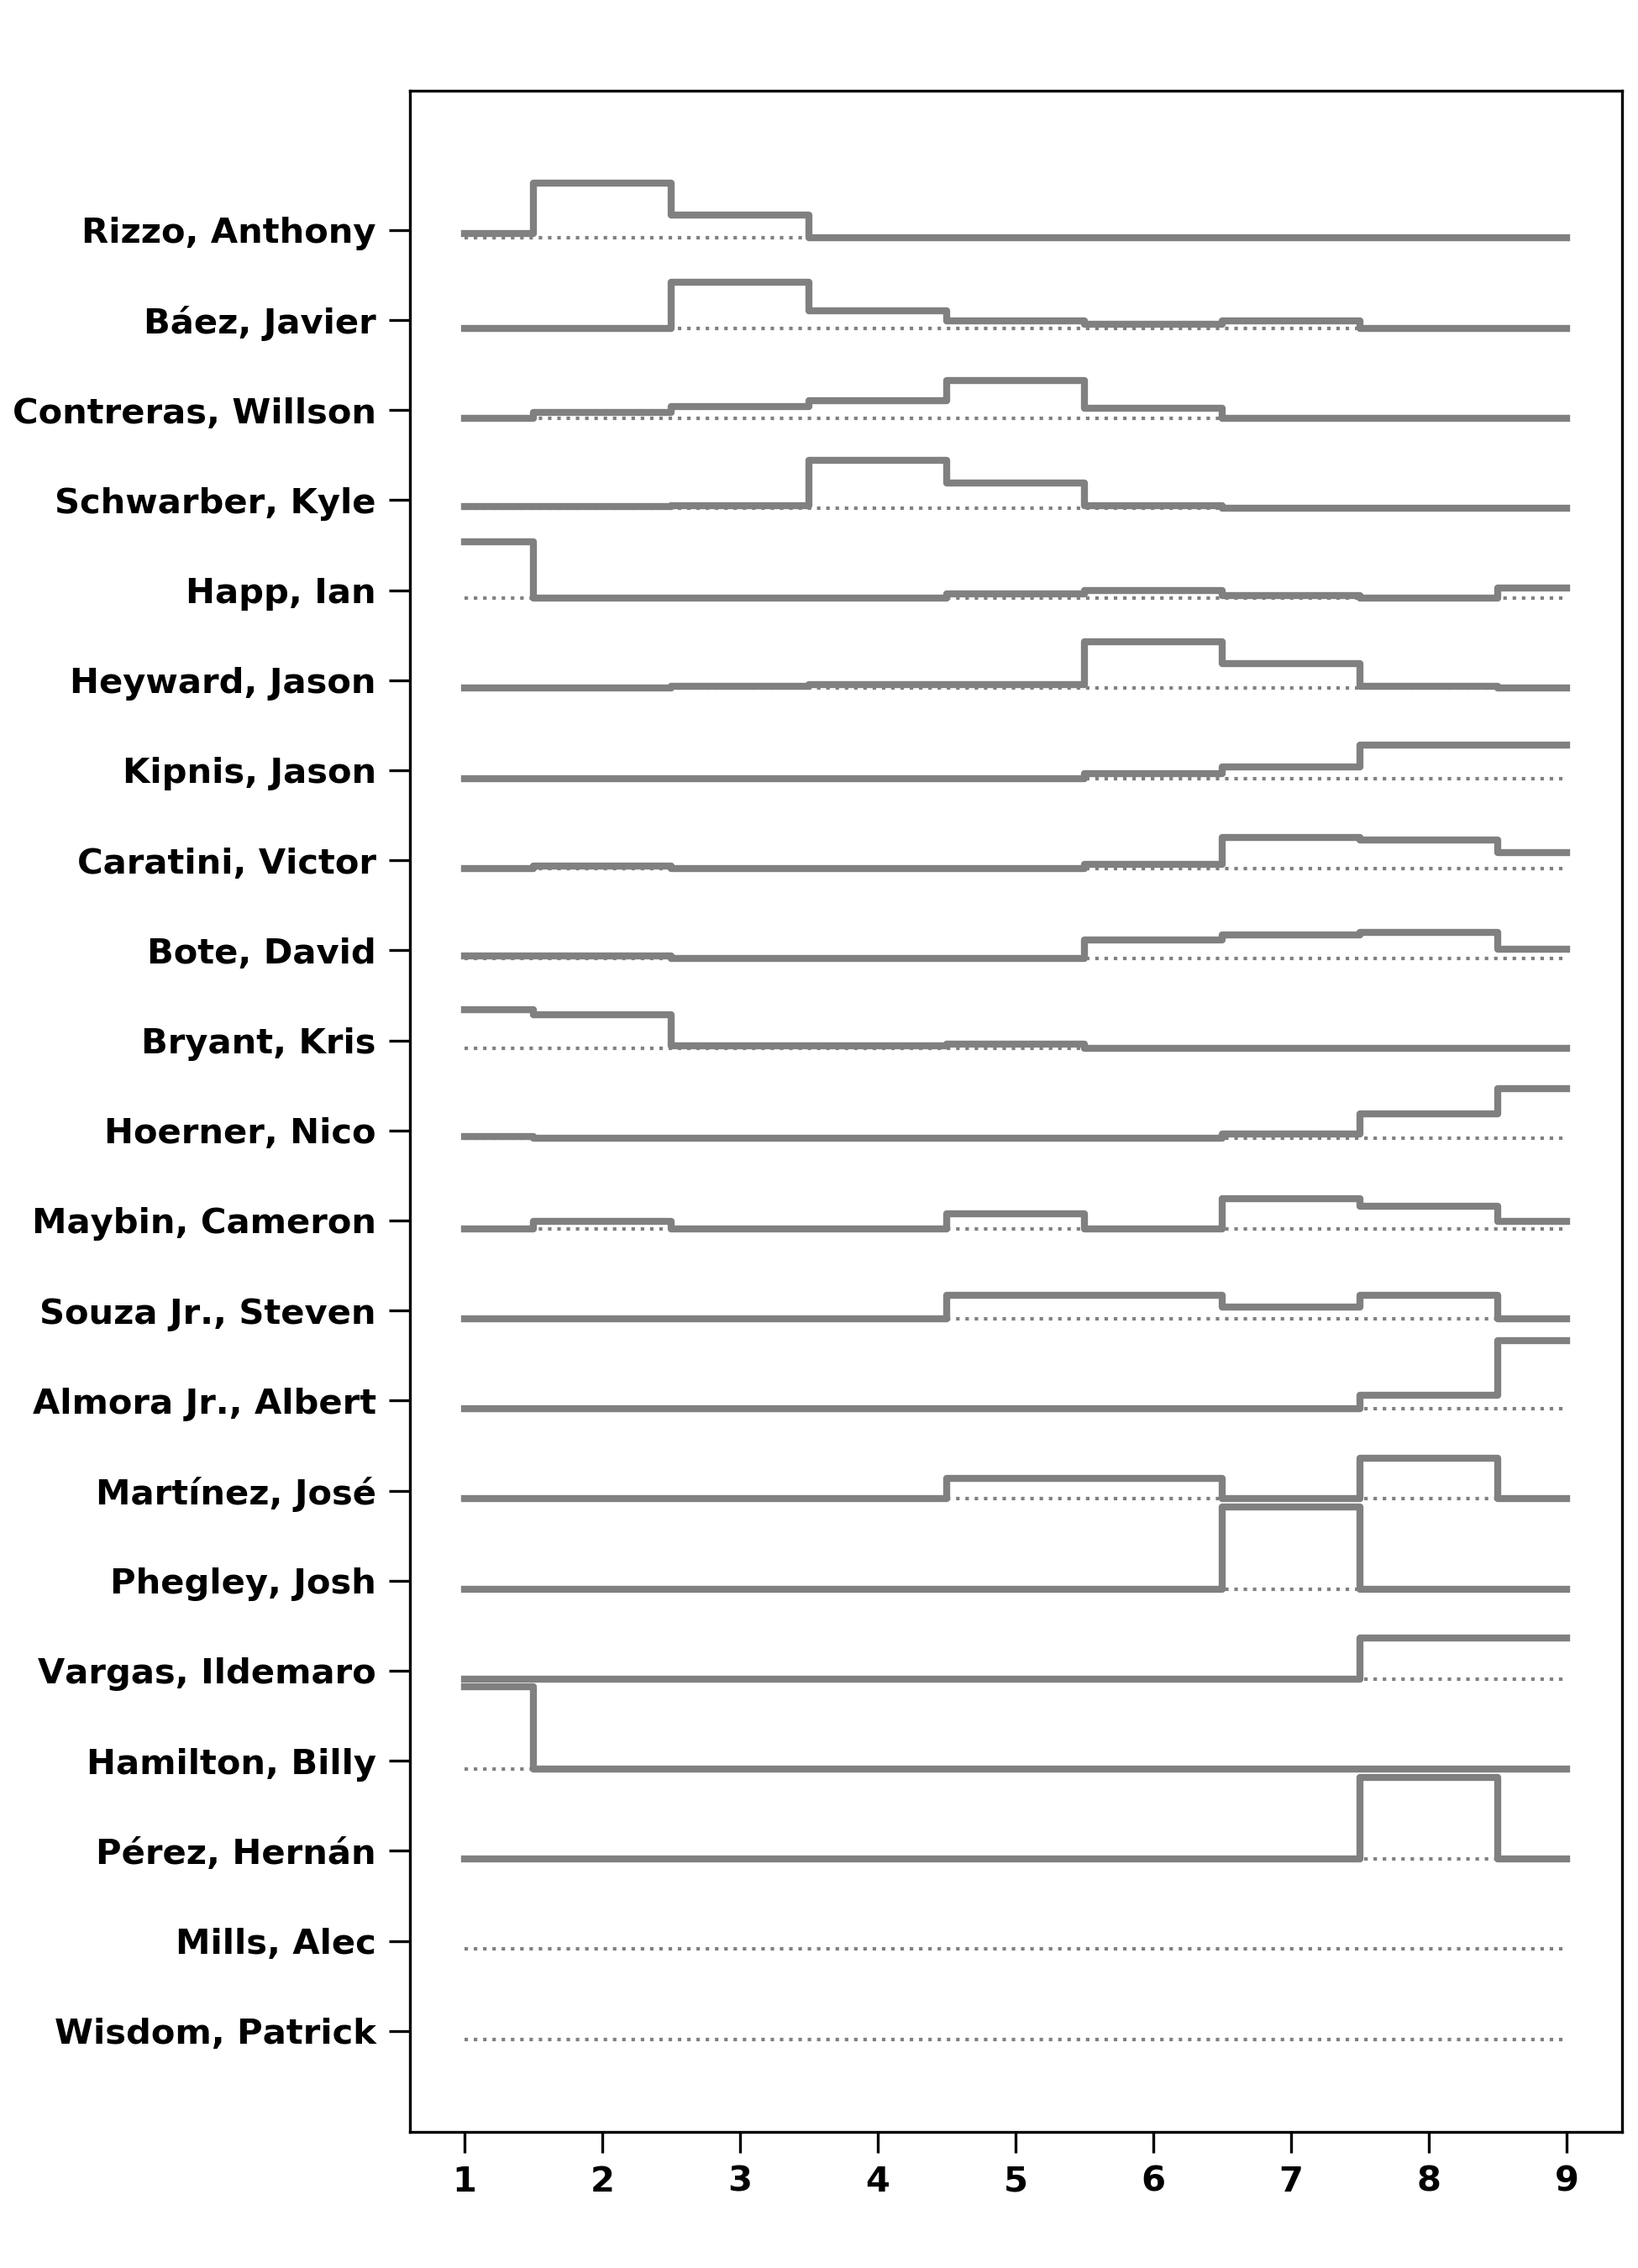 Rizzo, Anthony
Báez, Javier
Contreras, Willson
Schwarber, Kyle
Happ, Ian
Heyward, Jason
Kipnis, Jason
Caratini, Victor
Bote, David
Bryant, Kris
Hoerner, Nico
Maybin, Cameron
Souza Jr., Steven
Almora Jr., Albert
Martínez, José
Phegley, Josh
Vargas, Ildemaro
Hamilton, Billy
Pérez, Hernán
Mills, Alec
Wisdom, Patrick
1 2 3 4 5 6 7 8 9